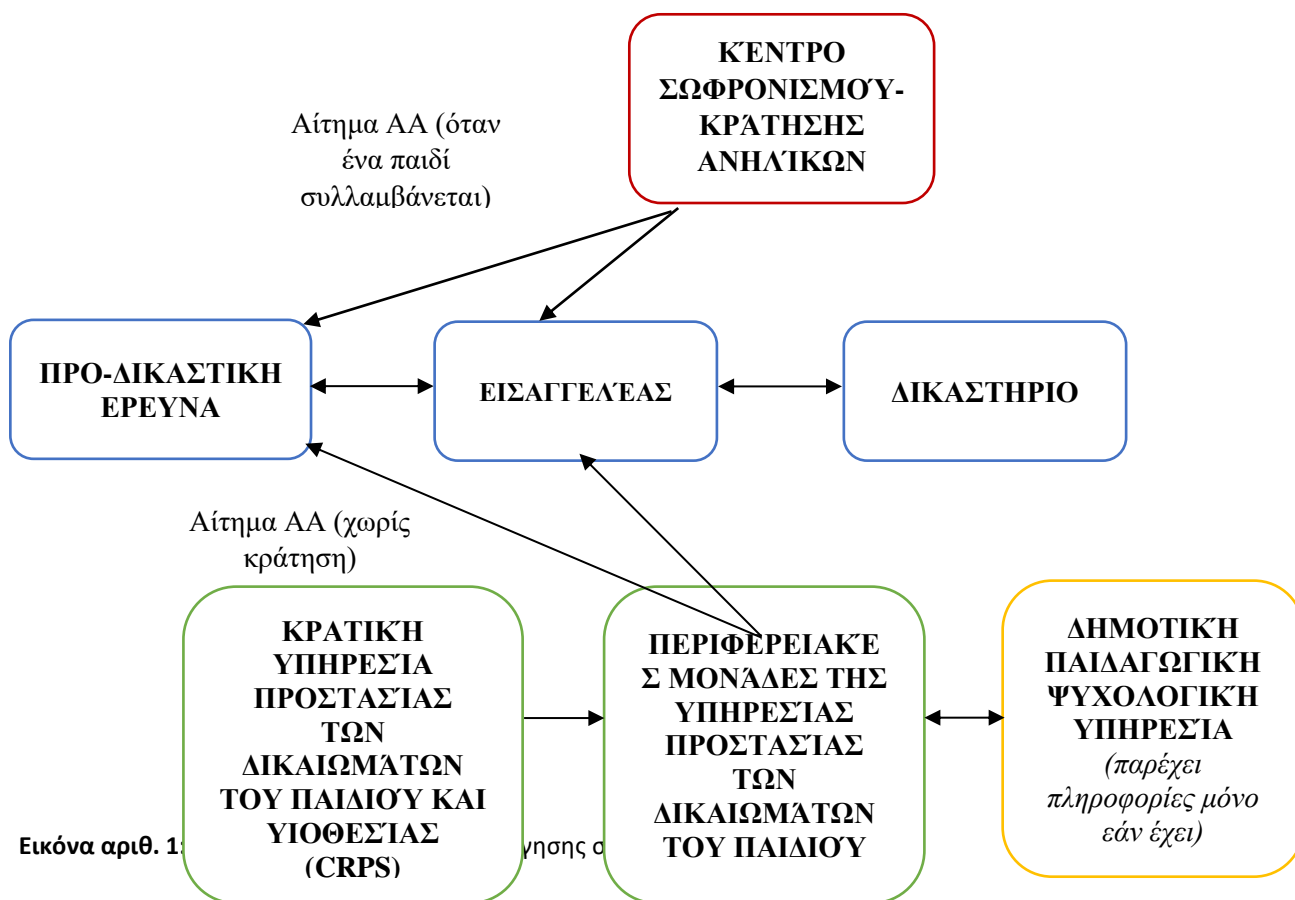 ΚΈΝΤΡΟ
ΣΩΦΡΟΝΙΣΜΟΎ-
ΚΡΆΤΗΣΗΣ
ΑΝΗΛΊΚΩΝ
Αίτημα ΑΑ (όταν
ένα παιδί
συλλαμβάνεται)
ΠΡΟ-ΔΙΚΑΣΤΙΚΗ
ΕΡΕΥΝΑ
ΕΙΣΑΓΓΕΛΈΑΣ
ΔΙΚΑΣΤΗΡΙΟ
Αίτημα ΑΑ (χωρίς
κράτηση)
ΚΡΑΤΙΚΉ
ΥΠΗΡΕΣΊΑ
ΠΡΟΣΤΑΣΊΑΣ
ΤΩΝ
ΔΙΚΑΙΩΜΆΤΩΝ
ΤΟΥ ΠΑΙΔΙΟΎ ΚΑΙ
ΥΙΟΘΕΣΊΑΣ
(CRPS)
ΠΕΡΙΦΕΡΕΙΑΚΈ
Σ ΜΟΝΆΔΕΣ ΤΗΣ
ΥΠΗΡΕΣΊΑΣ
ΠΡΟΣΤΑΣΊΑΣ
ΤΩΝ
ΔΙΚΑΙΩΜΆΤΩΝ
ΤΟΥ ΠΑΙΔΙΟΎ
ΔΗΜΟΤΙΚΉ
ΠΑΙΔΑΓΩΓΙΚΉ
ΨΥΧΟΛΟΓΙΚΉ
ΥΠΗΡΕΣΊΑ
(παρέχει
πληροφορίες μόνο
εάν έχει)
Εικόνα αριθ. 1: